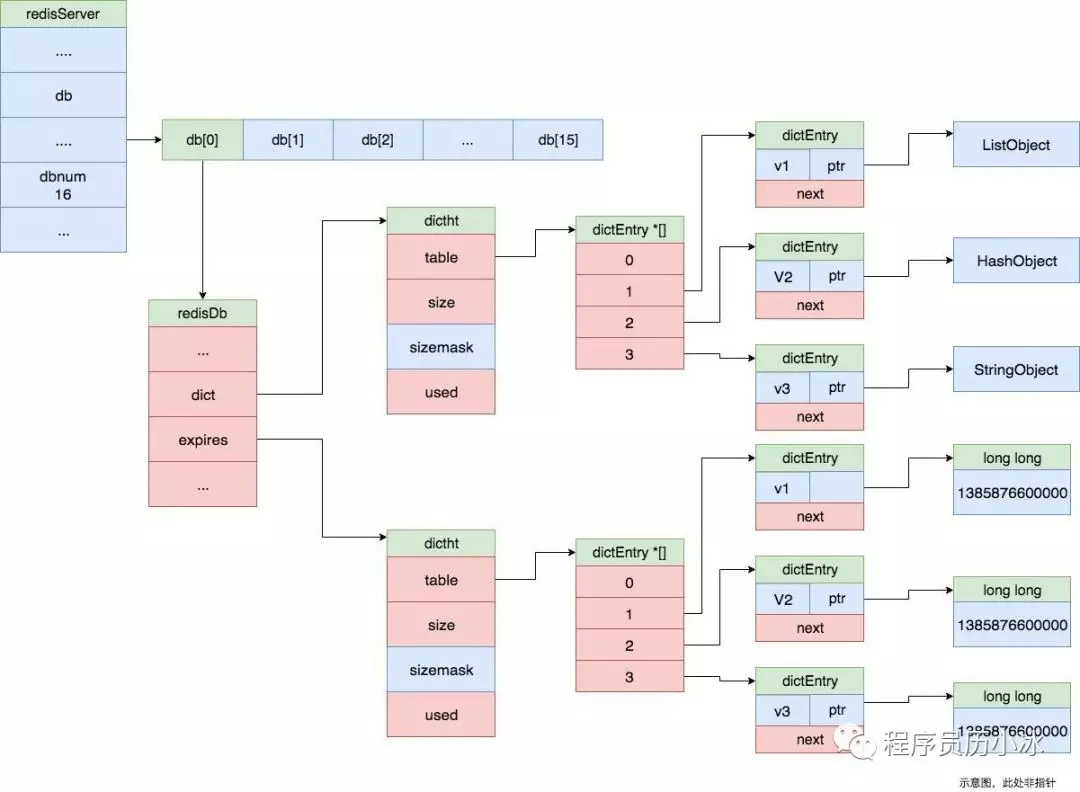 redisServer
....
db
....
dbnum
16
...
db[0]
db[1]
db[2]
...
db[15]
redisDb
...
dict
expires
...
dictht
table
size
sizemask
used
dictEntry *[]
0
1
2
3
dictEntry
v1
ptr
next
ListObject
dictEntry
V2
ptr
next
HashObject
dictEntry
v3
ptr
next
StringObject
dictht
table
size
sizemask
used
dictEntry *[]
0
1
2
3
dictEntry
v1
next
long long
1385876600000
dictEntry
V2
ptr
next
long long
1385876600000
dictEntry
v3
ptr
next
long long
1385876600000
程序员历小冰
示意图，此处非指针